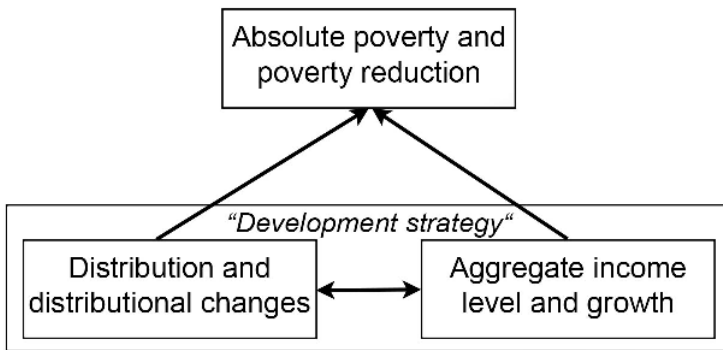 Absolute poverty and
poverty reduction
“Development strategy“
Distribution and
distributional changes
Aggregate income
level and growth